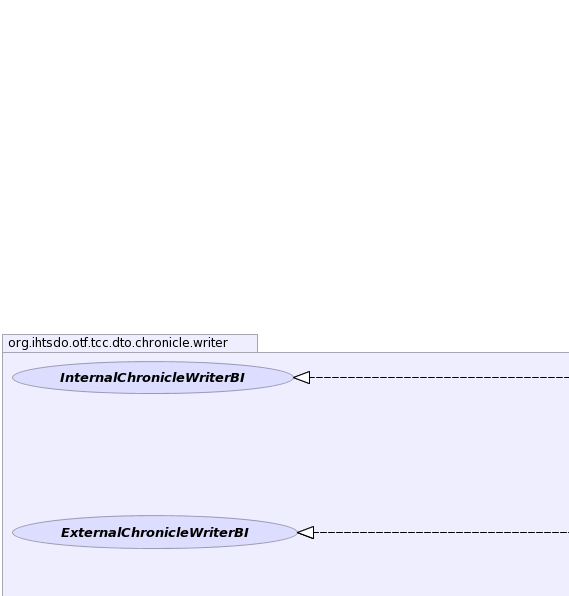 org.ihtsdo.otf.tcc.dto.chronicle.writer
InternalChronicleWriterBI
ExternalChronicleWriterBI